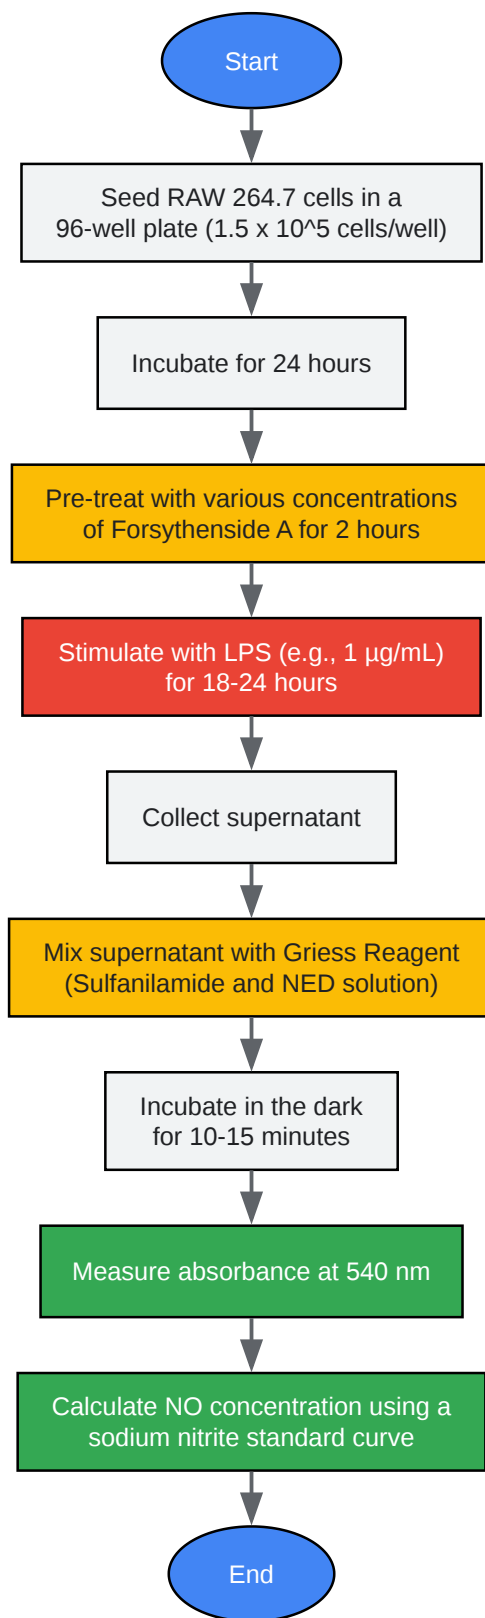 Start
Seed RAW 264.7 cells in a
96-well plate (1.5 x 10^5 cells/well)
Incubate for 24 hours
Pre-treat with various concentrations
of Forsythenside A for 2 hours
Stimulate with LPS (e.g., 1 µg/mL)
for 18-24 hours
Collect supernatant
Mix supernatant with Griess Reagent
(Sulfanilamide and NED solution)
Incubate in the dark
for 10-15 minutes
Measure absorbance at 540 nm
Calculate NO concentration using a
sodium nitrite standard curve
End